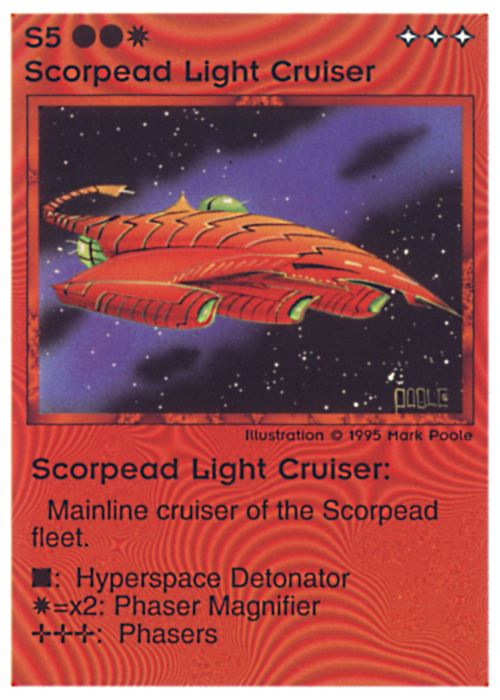 S5 ●●✷
Scorpead Light Cruiser
POOLE
Illustration © 1995 Mark Poole
Scorpead Light Cruiser:
Mainline cruiser of the Scorpead
fleet.
■: Hyperspace Detonator
✷=x2: Phaser Magnifier
✛✛✛: Phasers